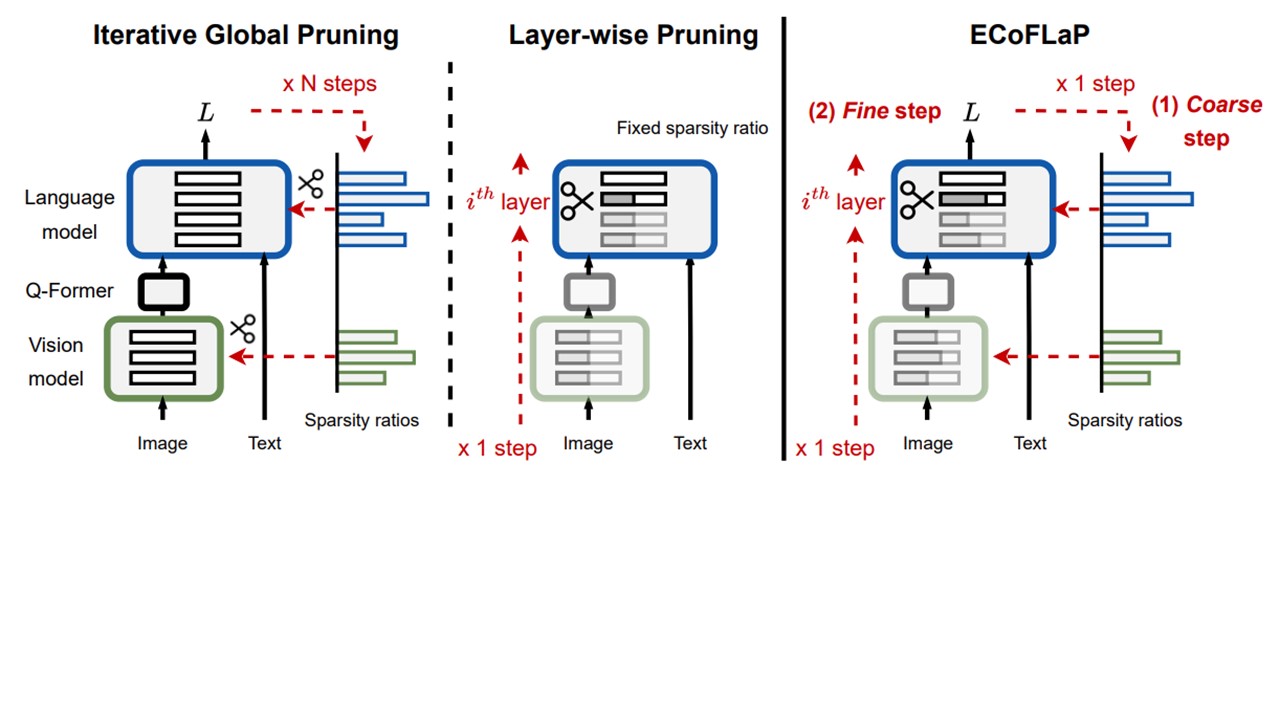 Iterative Global Pruning
x N steps
L
Language
model
Q-Former
Vision
model
Sparsity ratios
Image
Text
Layer-wise Pruning
Fixed sparsity ratio
i^th layer
x 1 step
Image
Text
ECoFLaP
x 1 step
(2) Fine step
L
(1) Coarse
step
i^th layer
Sparsity ratios
x 1 step
Image
Text